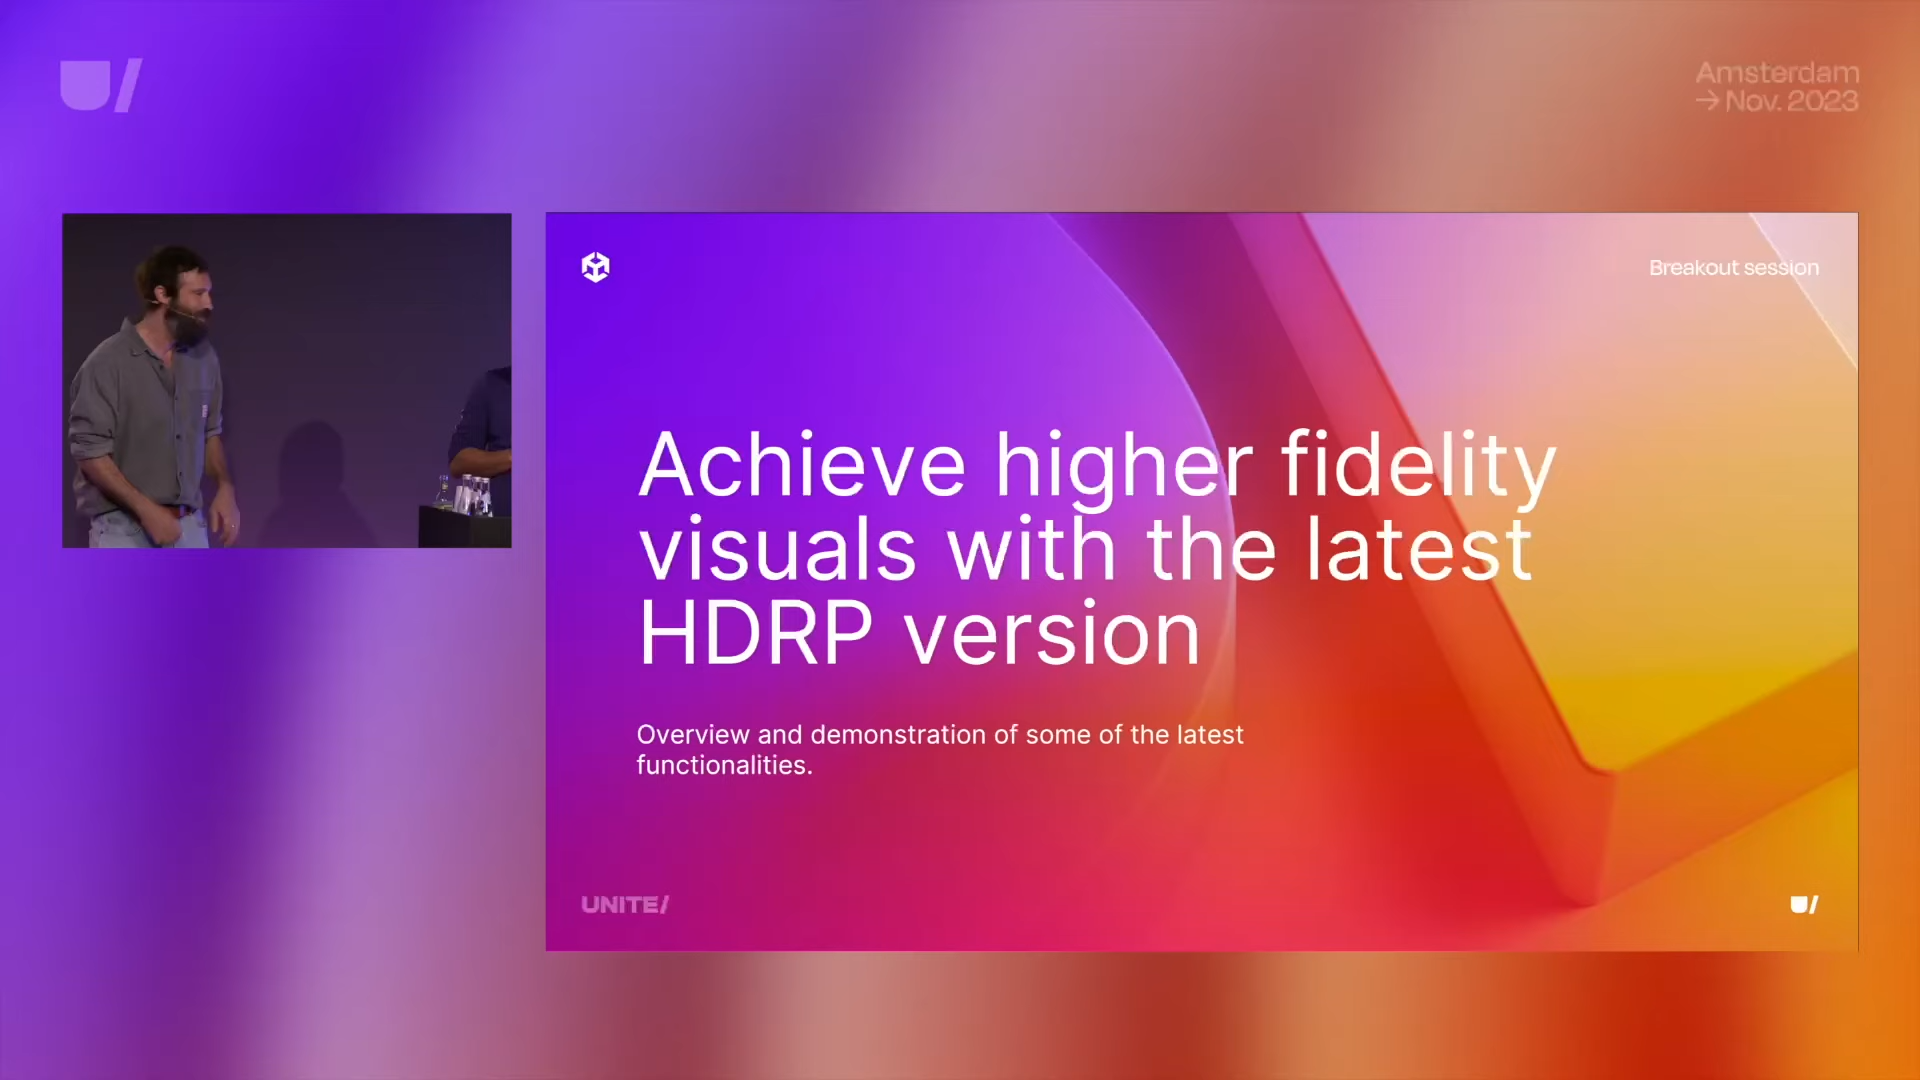 Amsterdam
→ Nov. 2023
Breakout session
Achieve higher fidelity
visuals with the latest
HDRP version
Overview and demonstration of some of the latest
functionalities.
UNITE/
U/
U/